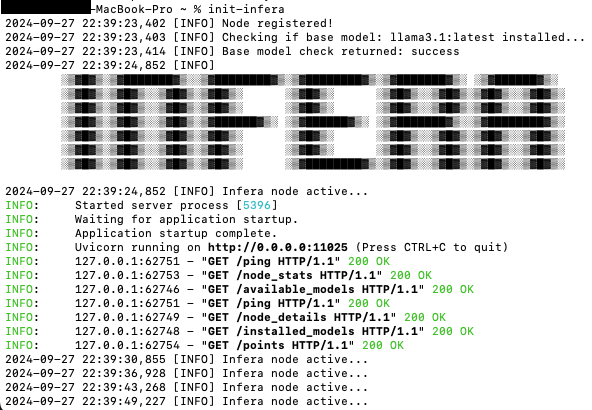 -MacBook-Pro ~ % init-infera
2024-09-27 22:39:23,402 [INFO] Node registered!
2024-09-27 22:39:23,403 [INFO] Checking if base model: llama3.1:latest installed...
2024-09-27 22:39:23,414 [INFO] Base model check returned: success
2024-09-27 22:39:24,852 [INFO]
2024-09-27 22:39:24,852 [INFO] Infera node active...
INFO:     Started server process [5396]
INFO:     Waiting for application startup.
INFO:     Application startup complete.
INFO:     Uvicorn running on http://0.0.0.0:11025 (Press CTRL+C to quit)
INFO:     127.0.0.1:62751 - "GET /ping HTTP/1.1" 200 OK
INFO:     127.0.0.1:62753 - "GET /node_stats HTTP/1.1" 200 OK
INFO:     127.0.0.1:62746 - "GET /available_models HTTP/1.1" 200 OK
INFO:     127.0.0.1:62751 - "GET /ping HTTP/1.1" 200 OK
INFO:     127.0.0.1:62749 - "GET /node_details HTTP/1.1" 200 OK
INFO:     127.0.0.1:62748 - "GET /installed_models HTTP/1.1" 200 OK
INFO:     127.0.0.1:62754 - "GET /points HTTP/1.1" 200 OK
2024-09-27 22:39:30,855 [INFO] Infera node active...
2024-09-27 22:39:36,928 [INFO] Infera node active...
2024-09-27 22:39:43,268 [INFO] Infera node active...
2024-09-27 22:39:49,227 [INFO] Infera node active...